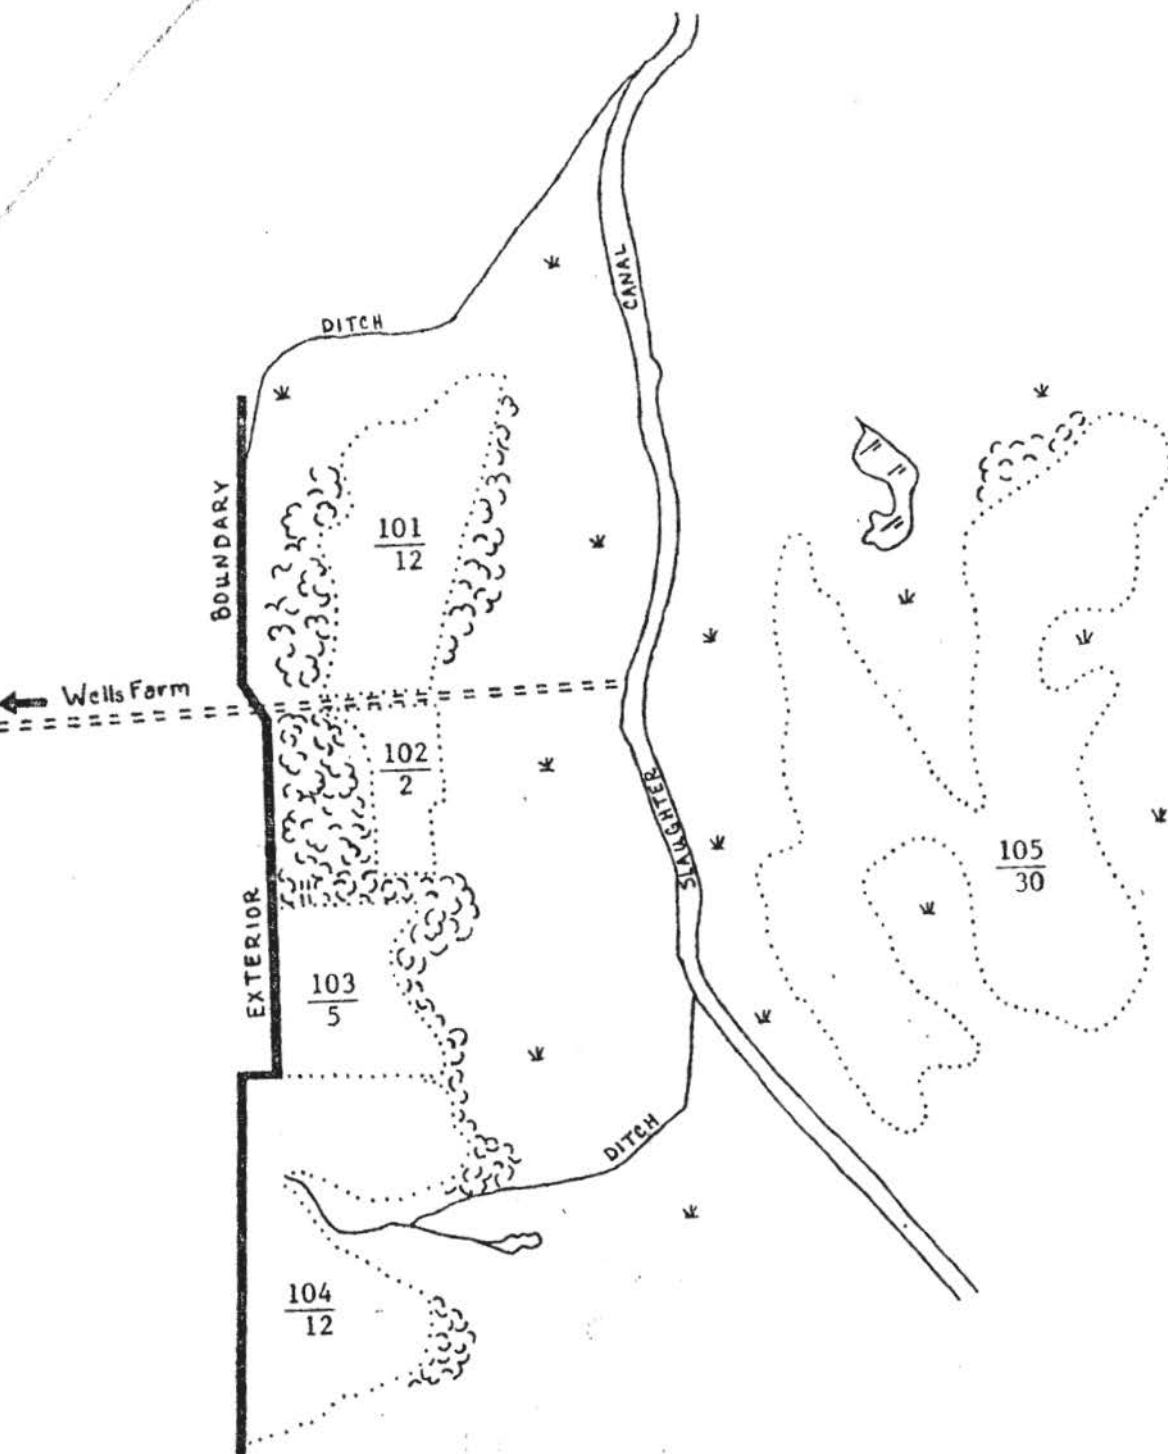 CANAL
DITCH
BOUNDARY
101
12
Wells Farm
102
2
SLAUGHTER
105
30
EXTERIOR
103
5
DITCH
104
12